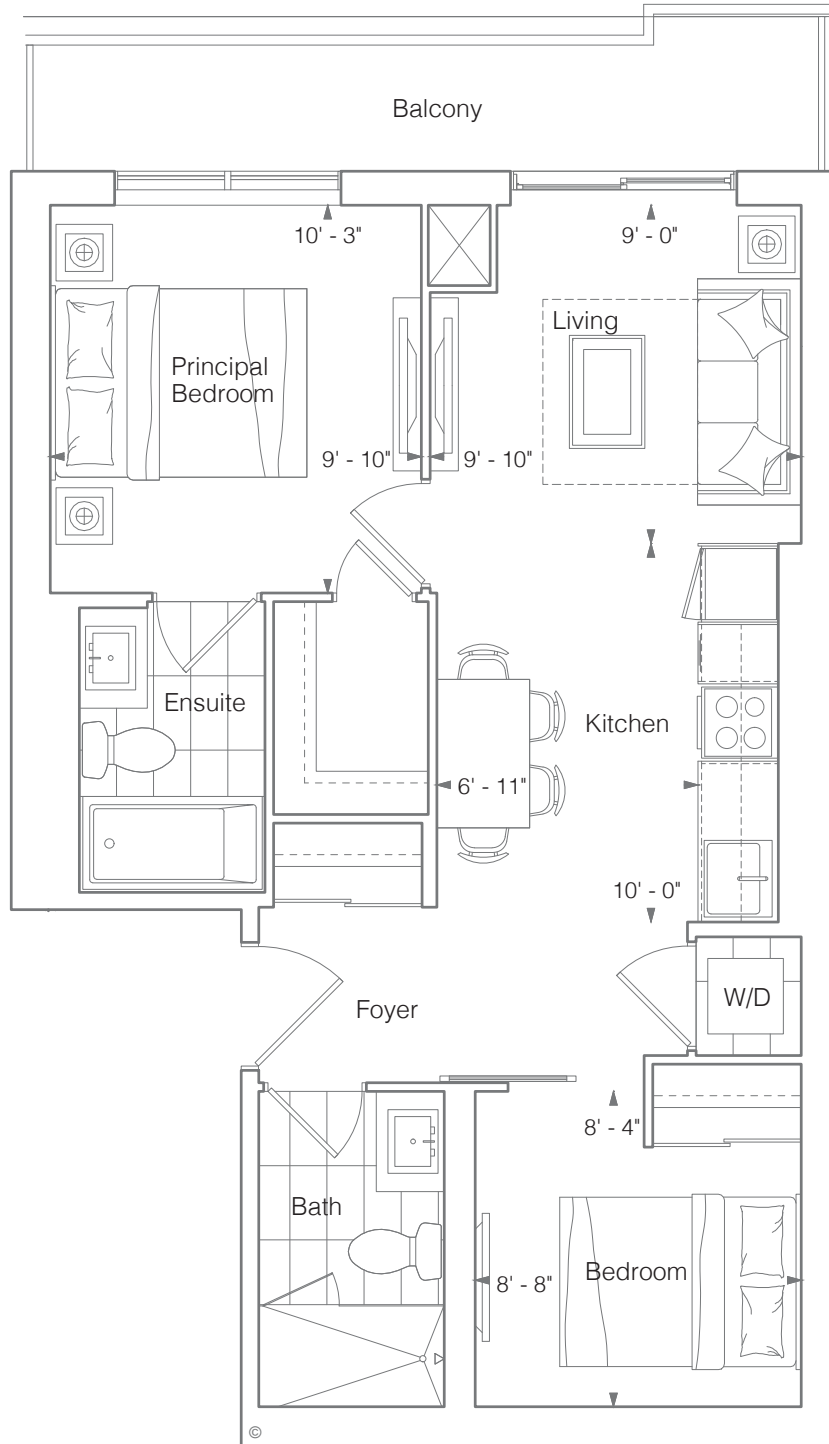 Balcony
10' - 3"
9' - 0"
Living
Principal
Bedroom
9' - 10"
9' - 10"
Ensuite
Kitchen
6' - 11"
10' - 0"
W/D
Foyer
8' - 4"
Bath
Bedroom
8' - 8"
©